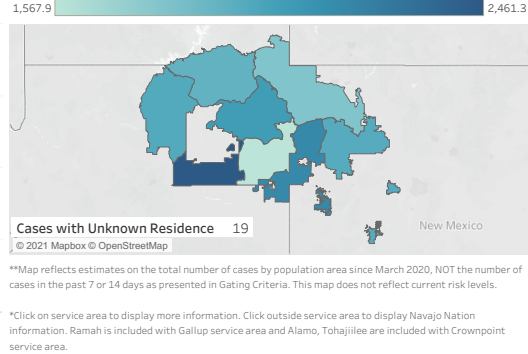 1,567.9 2,461.3
New Mexico
Cases with Unknown Residence 19
© 2021 Mapbox © OpenStreetMap
**Map reflects estimates on the total number of cases by population area since March 2020, NOT the number of
cases in the past 7 or 14 days as presented in Gating Criteria. This map does not reflect current risk levels.
*Click on service area to display more information. Click outside service area to display Navajo Nation
information. Ramah is included with Gallup service area and Alamo, Tohajiilee are included with Crownpoint
service area.